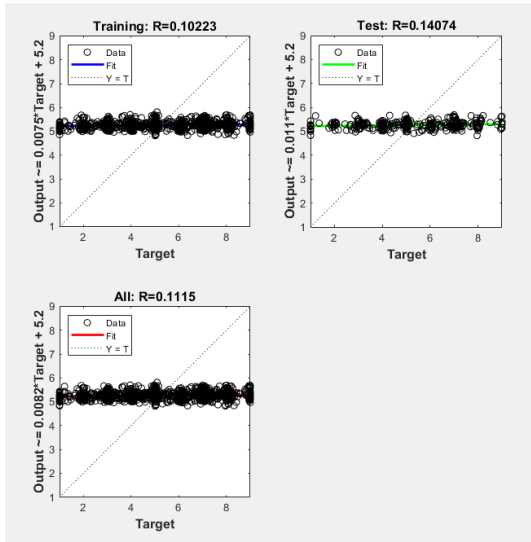 Training: R=0.10223
Output ~= 0.0075*Target + 5.2
9
8
7
6
5
4
3
2
1
Data
Fit
Y = T
2 4 6 8
Target
Test: R=0.14074
Output ~= 0.011*Target + 5.2
9
8
7
6
5
4
3
2
1
Data
Fit
Y = T
2 4 6 8
Target
All: R=0.1115
Output ~= 0.0082*Target + 5.2
9
8
7
6
5
4
3
2
1
Data
Fit
Y = T
2 4 6 8
Target